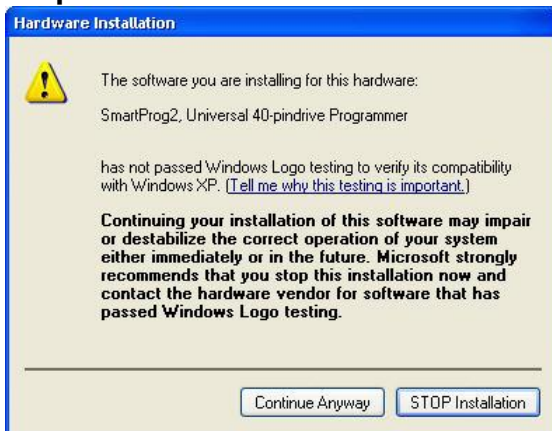 Hardware Installation
The software you are installing for this hardware:
SmartProg2, Universal 40-pindrive Programmer
has not passed Windows Logo testing to verify its compatibility
with Windows XP. (Tell me why this testing is important.)
Continuing your installation of this software may impair
or destabilize the correct operation of your system
either immediately or in the future. Microsoft strongly
recommends that you stop this installation now and
contact the hardware vendor for software that has
passed Windows Logo testing.
Continue Anyway
STOP Installation